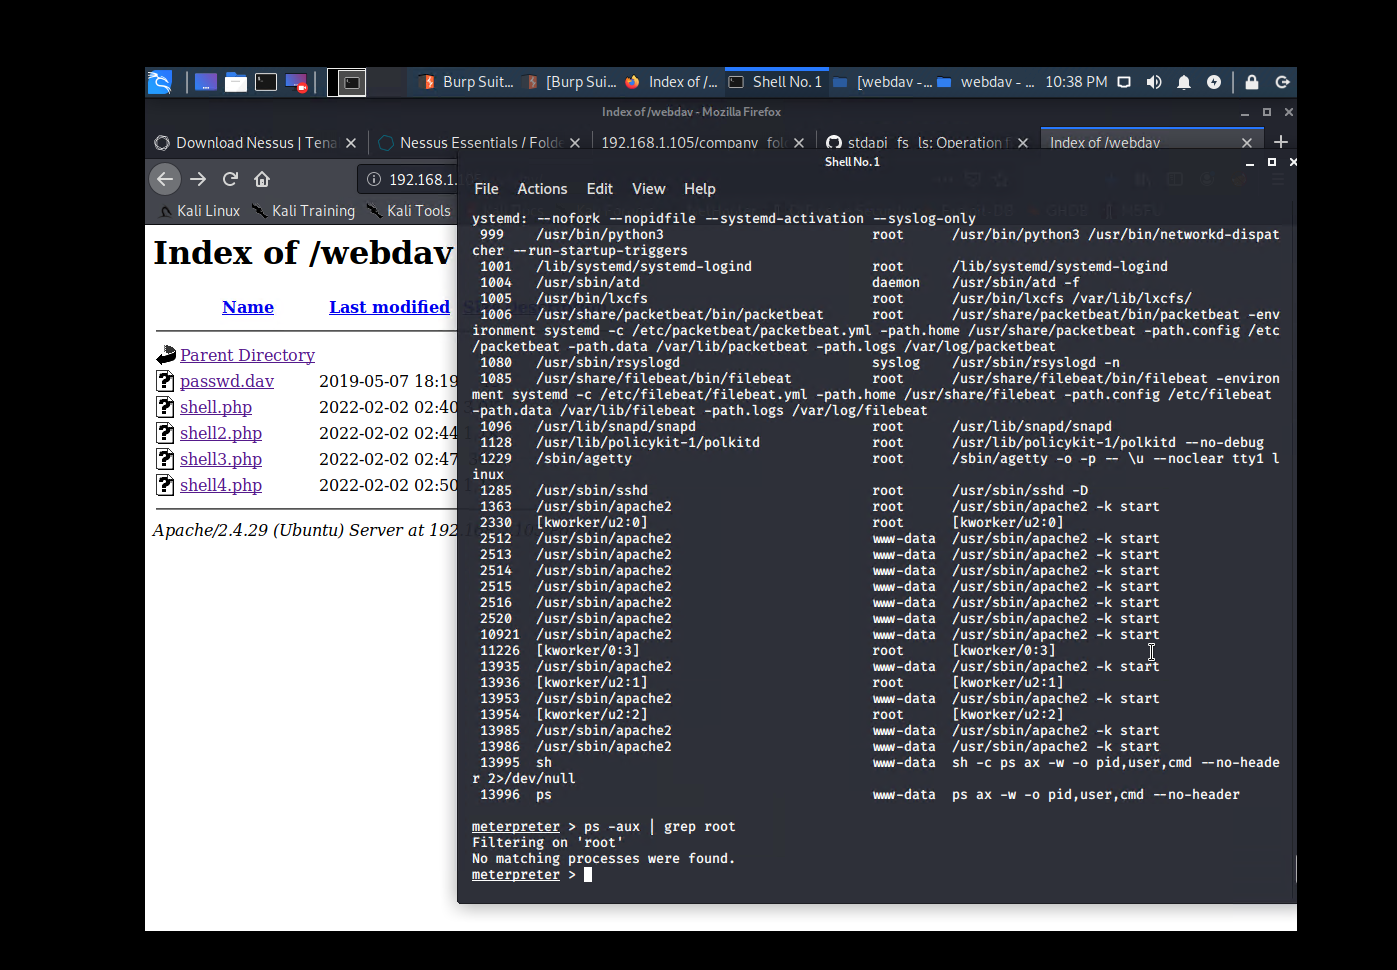 Burp Suit... [Burp Sui... Index of /... Shell No. 1 [webdav -... webdav - ... 10:38 PM
Index of /webdav - Mozilla Firefox
Download Nessus | Tena Nessus Essentials / Folde 192.168.1.105/company_fol stdapi_fs_ls: Operation f Index of /webdav
Shell No.1
192.168.1.
File Actions Edit View Help
Kali Linux Kali Training Kali Tools
Index of /webdav
Name Last modified
Parent Directory
passwd.dav 2019-05-07 18:19
shell.php 2022-02-02 02:40
shell2.php 2022-02-02 02:44
shell3.php 2022-02-02 02:47
shell4.php 2022-02-02 02:50
Apache/2.4.29 (Ubuntu) Server at 192.
ystemd: --nofork --nopidfile --systemd-activation --syslog-only
999 /usr/bin/python3 root /usr/bin/python3 /usr/bin/networkd-dispat
cher --run-startup-triggers
1001 /lib/systemd/systemd-logind root /lib/systemd/systemd-logind
1004 /usr/sbin/atd daemon /usr/sbin/atd -f
1005 /usr/bin/lxcfs root /usr/bin/lxcfs /var/lib/lxcfs/
1006 /usr/share/packetbeat/bin/packetbeat root /usr/share/packetbeat/bin/packetbeat -env
ironment systemd -c /etc/packetbeat/packetbeat.yml -path.home /usr/share/packetbeat -path.config /etc
/packetbeat -path.data /var/lib/packetbeat -path.logs /var/log/packetbeat
1080 /usr/sbin/rsyslogd syslog /usr/sbin/rsyslogd -n
1085 /usr/share/filebeat/bin/filebeat root /usr/share/filebeat/bin/filebeat -environ
ment systemd -c /etc/filebeat/filebeat.yml -path.home /usr/share/filebeat -path.config /etc/filebeat
-path.data /var/lib/filebeat -path.logs /var/log/filebeat
1096 /usr/lib/snapd/snapd root /usr/lib/snapd/snapd
1128 /usr/lib/policykit-1/polkitd root /usr/lib/policykit-1/polkitd --no-debug
1229 /sbin/agetty root /sbin/agetty -o -p -- \u --noclear tty1 l
inux
1285 /usr/sbin/sshd root /usr/sbin/sshd -D
1363 /usr/sbin/apache2 root /usr/sbin/apache2 -k start
2330 [kworker/u2:0] root [kworker/u2:0]
2512 /usr/sbin/apache2 www-data /usr/sbin/apache2 -k start
2513 /usr/sbin/apache2 www-data /usr/sbin/apache2 -k start
2514 /usr/sbin/apache2 www-data /usr/sbin/apache2 -k start
2515 /usr/sbin/apache2 www-data /usr/sbin/apache2 -k start
2516 /usr/sbin/apache2 www-data /usr/sbin/apache2 -k start
2520 /usr/sbin/apache2 www-data /usr/sbin/apache2 -k start
10921 /usr/sbin/apache2 www-data /usr/sbin/apache2 -k start
11226 [kworker/0:3] root [kworker/0:3]
13935 /usr/sbin/apache2 www-data /usr/sbin/apache2 -k start
13936 [kworker/u2:1] root [kworker/u2:1]
13953 /usr/sbin/apache2 www-data /usr/sbin/apache2 -k start
13954 [kworker/u2:2] root [kworker/u2:2]
13985 /usr/sbin/apache2 www-data /usr/sbin/apache2 -k start
13986 /usr/sbin/apache2 www-data /usr/sbin/apache2 -k start
13995 sh www-data sh -c ps ax -w -o pid,user,cmd --no-heade
r 2>/dev/null
13996 ps www-data ps ax -w -o pid,user,cmd --no-header
meterpreter > ps -aux | grep root
Filtering on 'root'
No matching processes were found.
meterpreter >